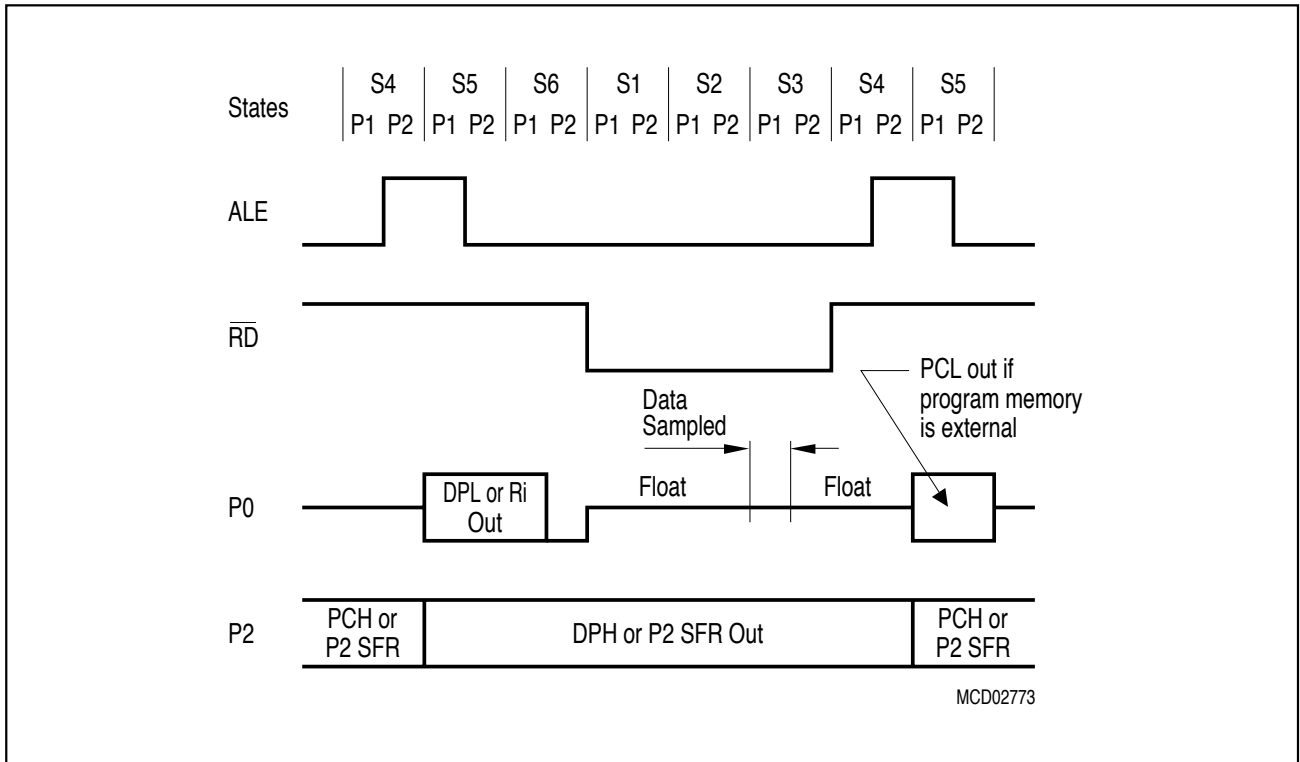 States
S4 S5 S6 S1 S2 S3 S4 S5
P1 P2 P1 P2 P1 P2 P1 P2 P1 P2 P1 P2 P1 P2 P1 P2
ALE
RD
PCL out if
program memory
is external
Data
Sampled
P0
DPL or Ri
Out
Float
Float
P2
PCH or
P2 SFR
DPH or P2 SFR Out
PCH or
P2 SFR
MCD02773